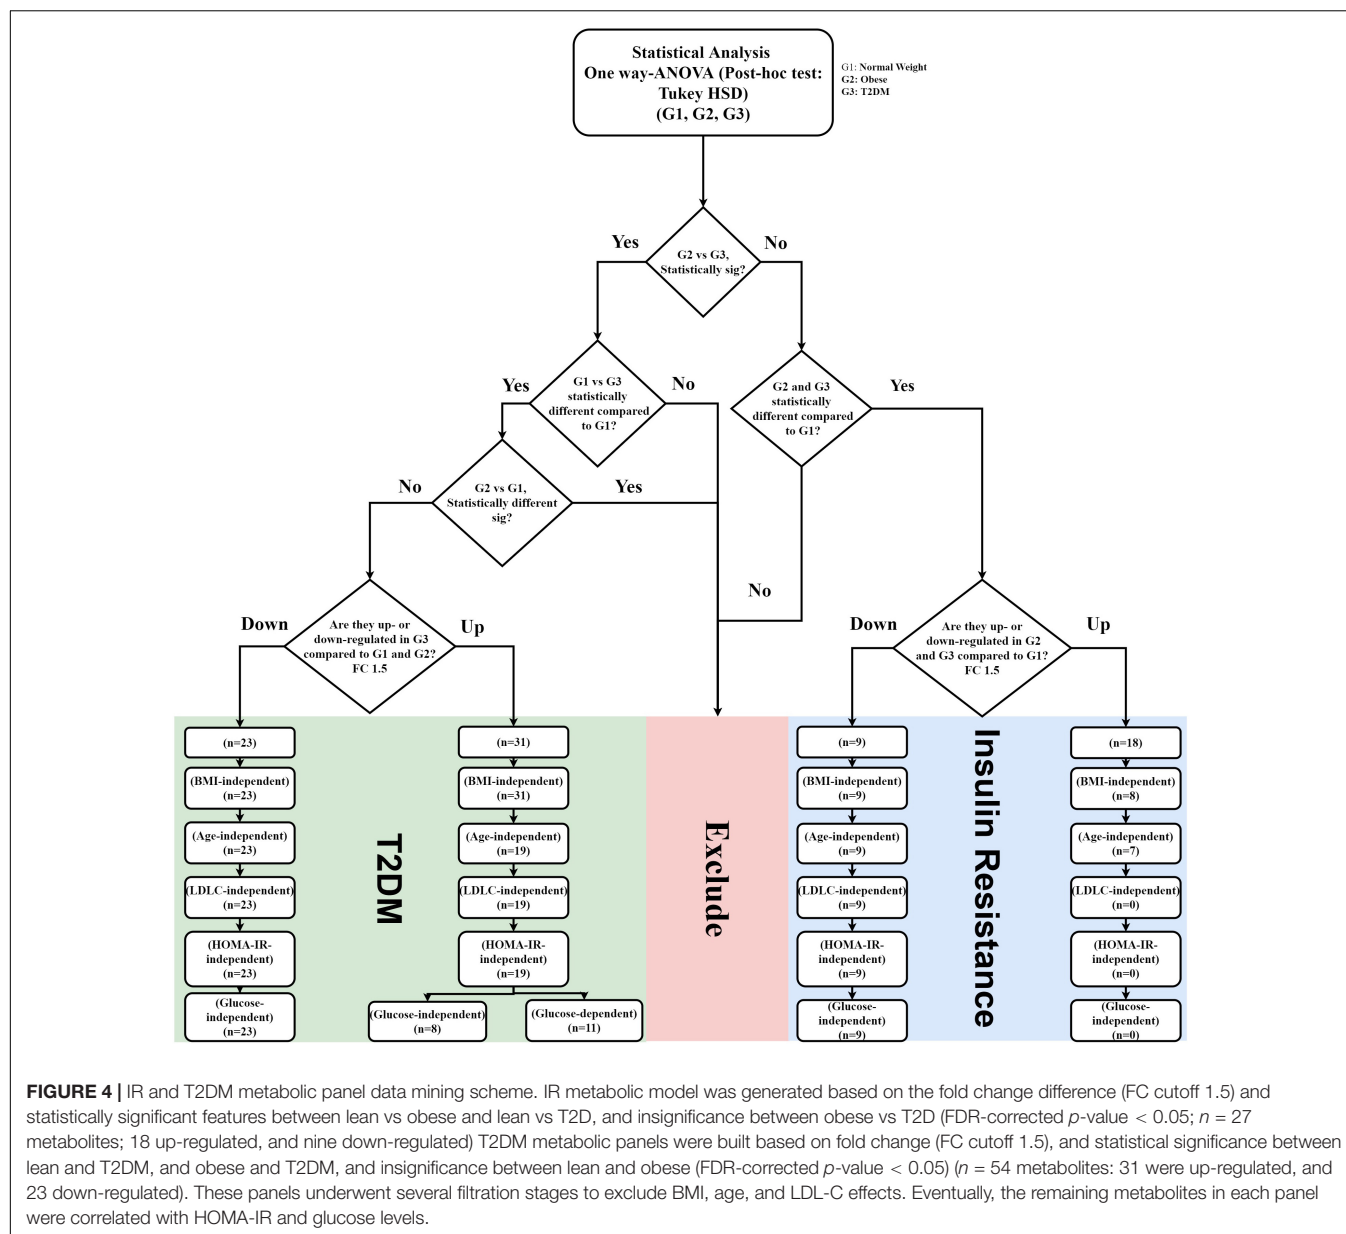 Statistical Analysis
One way-ANOVA (Post-hoc test:
Tukey HSD)
(G1, G2, G3)
G1: Normal Weight
G2: Obese
G3: T2DM
Yes
No
G2 vs G3,
Statistically sig?
Yes
G1 vs G3
statistically
different compared
to G1?
No
G2 and G3
statistically
different compared
to G1?
Yes
No
G2 vs G1,
Statistically different
sig?
Yes
No
Down
Are they up- or
down-regulated in G3
compared to G1 and G2?
FC 1.5
Up
Down
Are they up- or
down-regulated in G2
and G3 compared to G1?
FC 1.5
Up
(n=23)
(BMI-independent)
(n=23)
(Age-independent)
(n=23)
(LDLC-independent)
(n=23)
(HOMA-IR-
independent)
(n=23)
(Glucose-
independent)
(n=23)
T2DM
(n=31)
(BMI-independent)
(n=31)
(Age-independent)
(n=19)
(LDLC-independent)
(n=19)
(HOMA-IR-
independent)
(n=19)
(Glucose-independent)
(n=8)
(Glucose-dependent)
(n=11)
Exclude
(n=9)
(BMI-independent)
(n=9)
(Age-independent)
(n=9)
(LDLC-independent)
(n=9)
(HOMA-IR-
independent)
(n=9)
(Glucose-
independent)
(n=9)
Insulin Resistance
(n=18)
(BMI-independent)
(n=8)
(Age-independent)
(n=7)
(LDLC-independent)
(n=0)
(HOMA-IR-
independent)
(n=0)
(Glucose-
independent)
(n=0)
FIGURE 4 | IR and T2DM metabolic panel data mining scheme. IR metabolic model was generated based on the fold change difference (FC cutoff 1.5) and
statistically significant features between lean vs obese and lean vs T2D, and insignificance between obese vs T2D (FDR-corrected p-value < 0.05; n = 27
metabolites; 18 up-regulated, and nine down-regulated) T2DM metabolic panels were built based on fold change (FC cutoff 1.5), and statistical significance between
lean and T2DM, and obese and T2DM, and insignificance between lean and obese (FDR-corrected p-value < 0.05) (n = 54 metabolites: 31 were up-regulated, and
23 down-regulated). These panels underwent several filtration stages to exclude BMI, age, and LDL-C effects. Eventually, the remaining metabolites in each panel
were correlated with HOMA-IR and glucose levels.